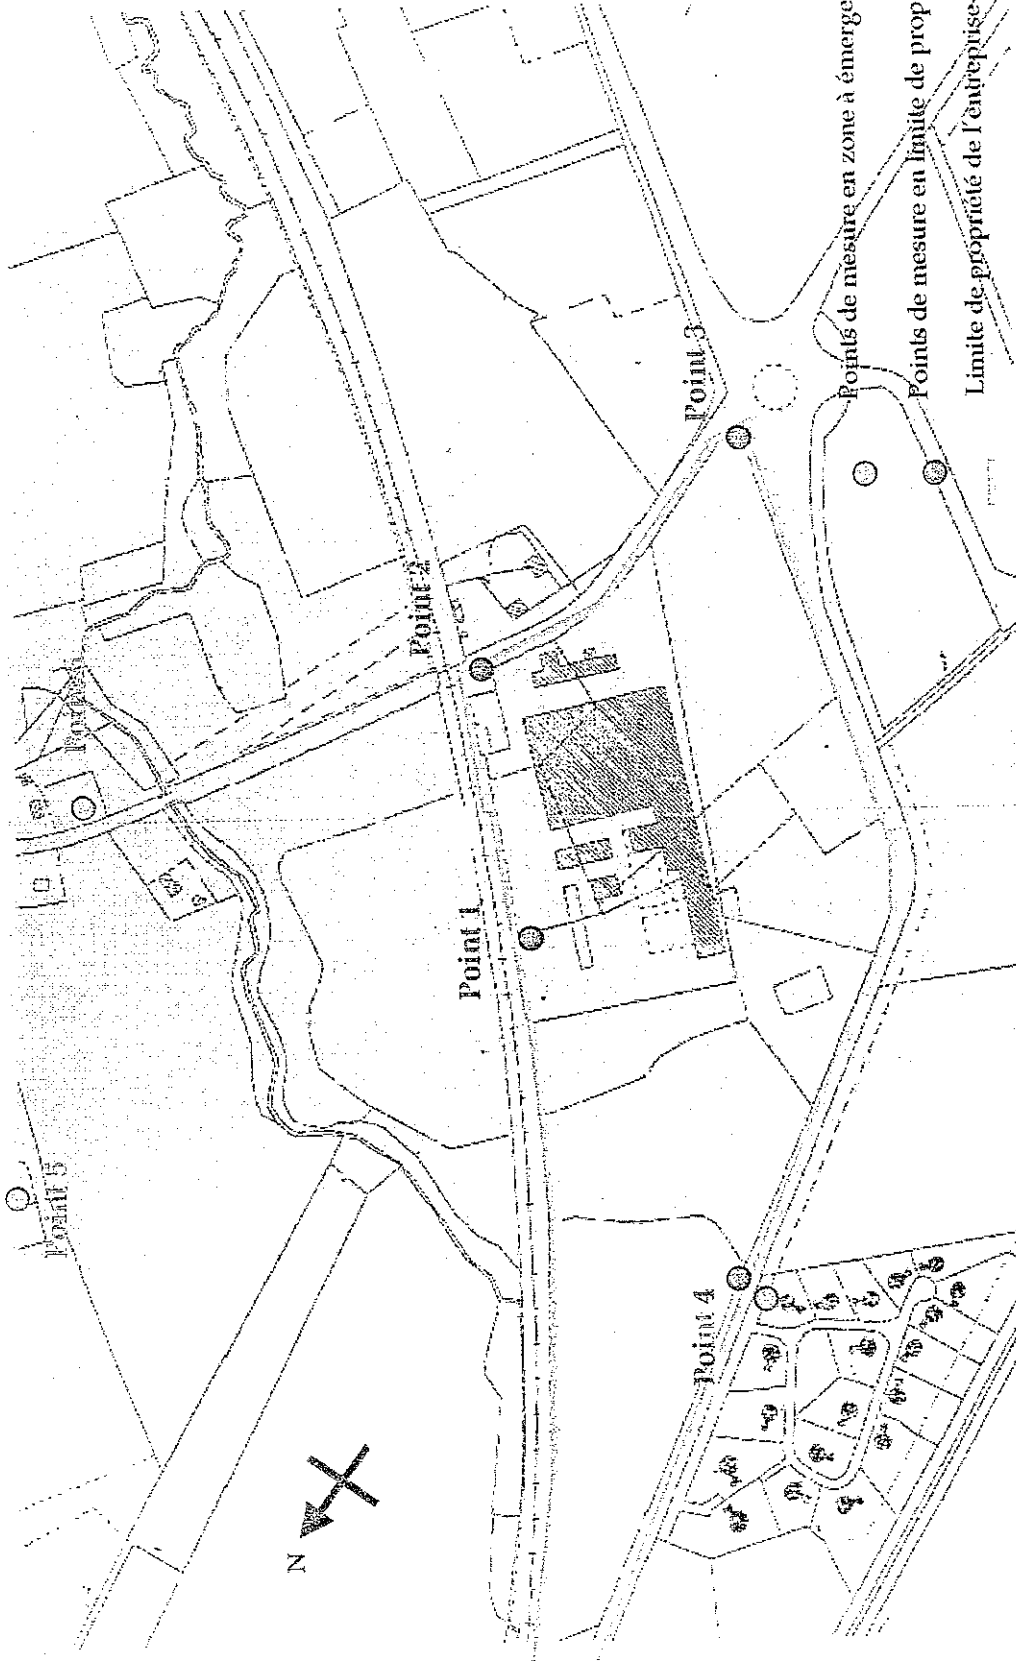 Point 5
Point
Point 1
Point 2
Point 3
Point 4
N
Points de mesure en zone à émerge
Points de mesure en limite de prop
Limite de propriété de l'entreprise